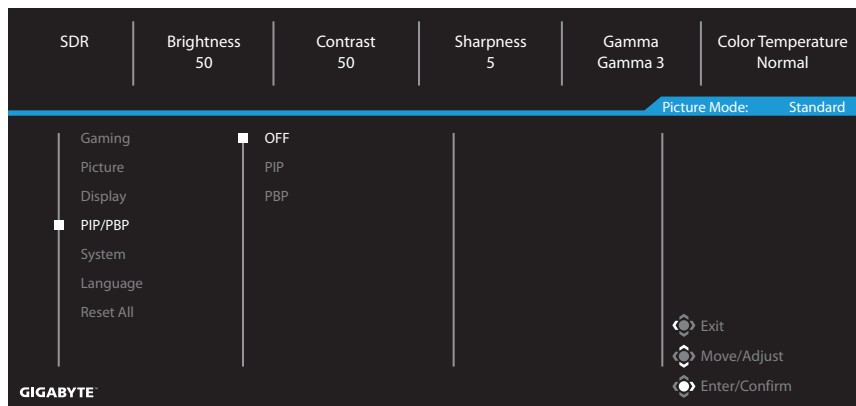 SDR
Brightness
50
Contrast
50
Sharpness
5
Gamma
Gamma 3
Color Temperature
Normal
Picture Mode: Standard
Gaming
Picture
Display
PIP/PBP
System
Language
Reset All
OFF
PIP
PBP
Exit
Move/Adjust
Enter/Confirm
GIGABYTE™